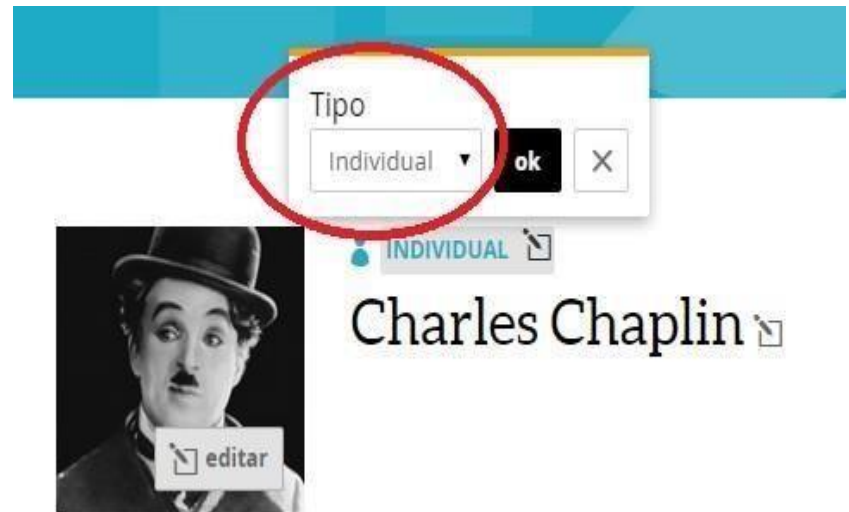 Tipo
Individual ok X
INDIVIDUAL
Charles Chaplin
editar